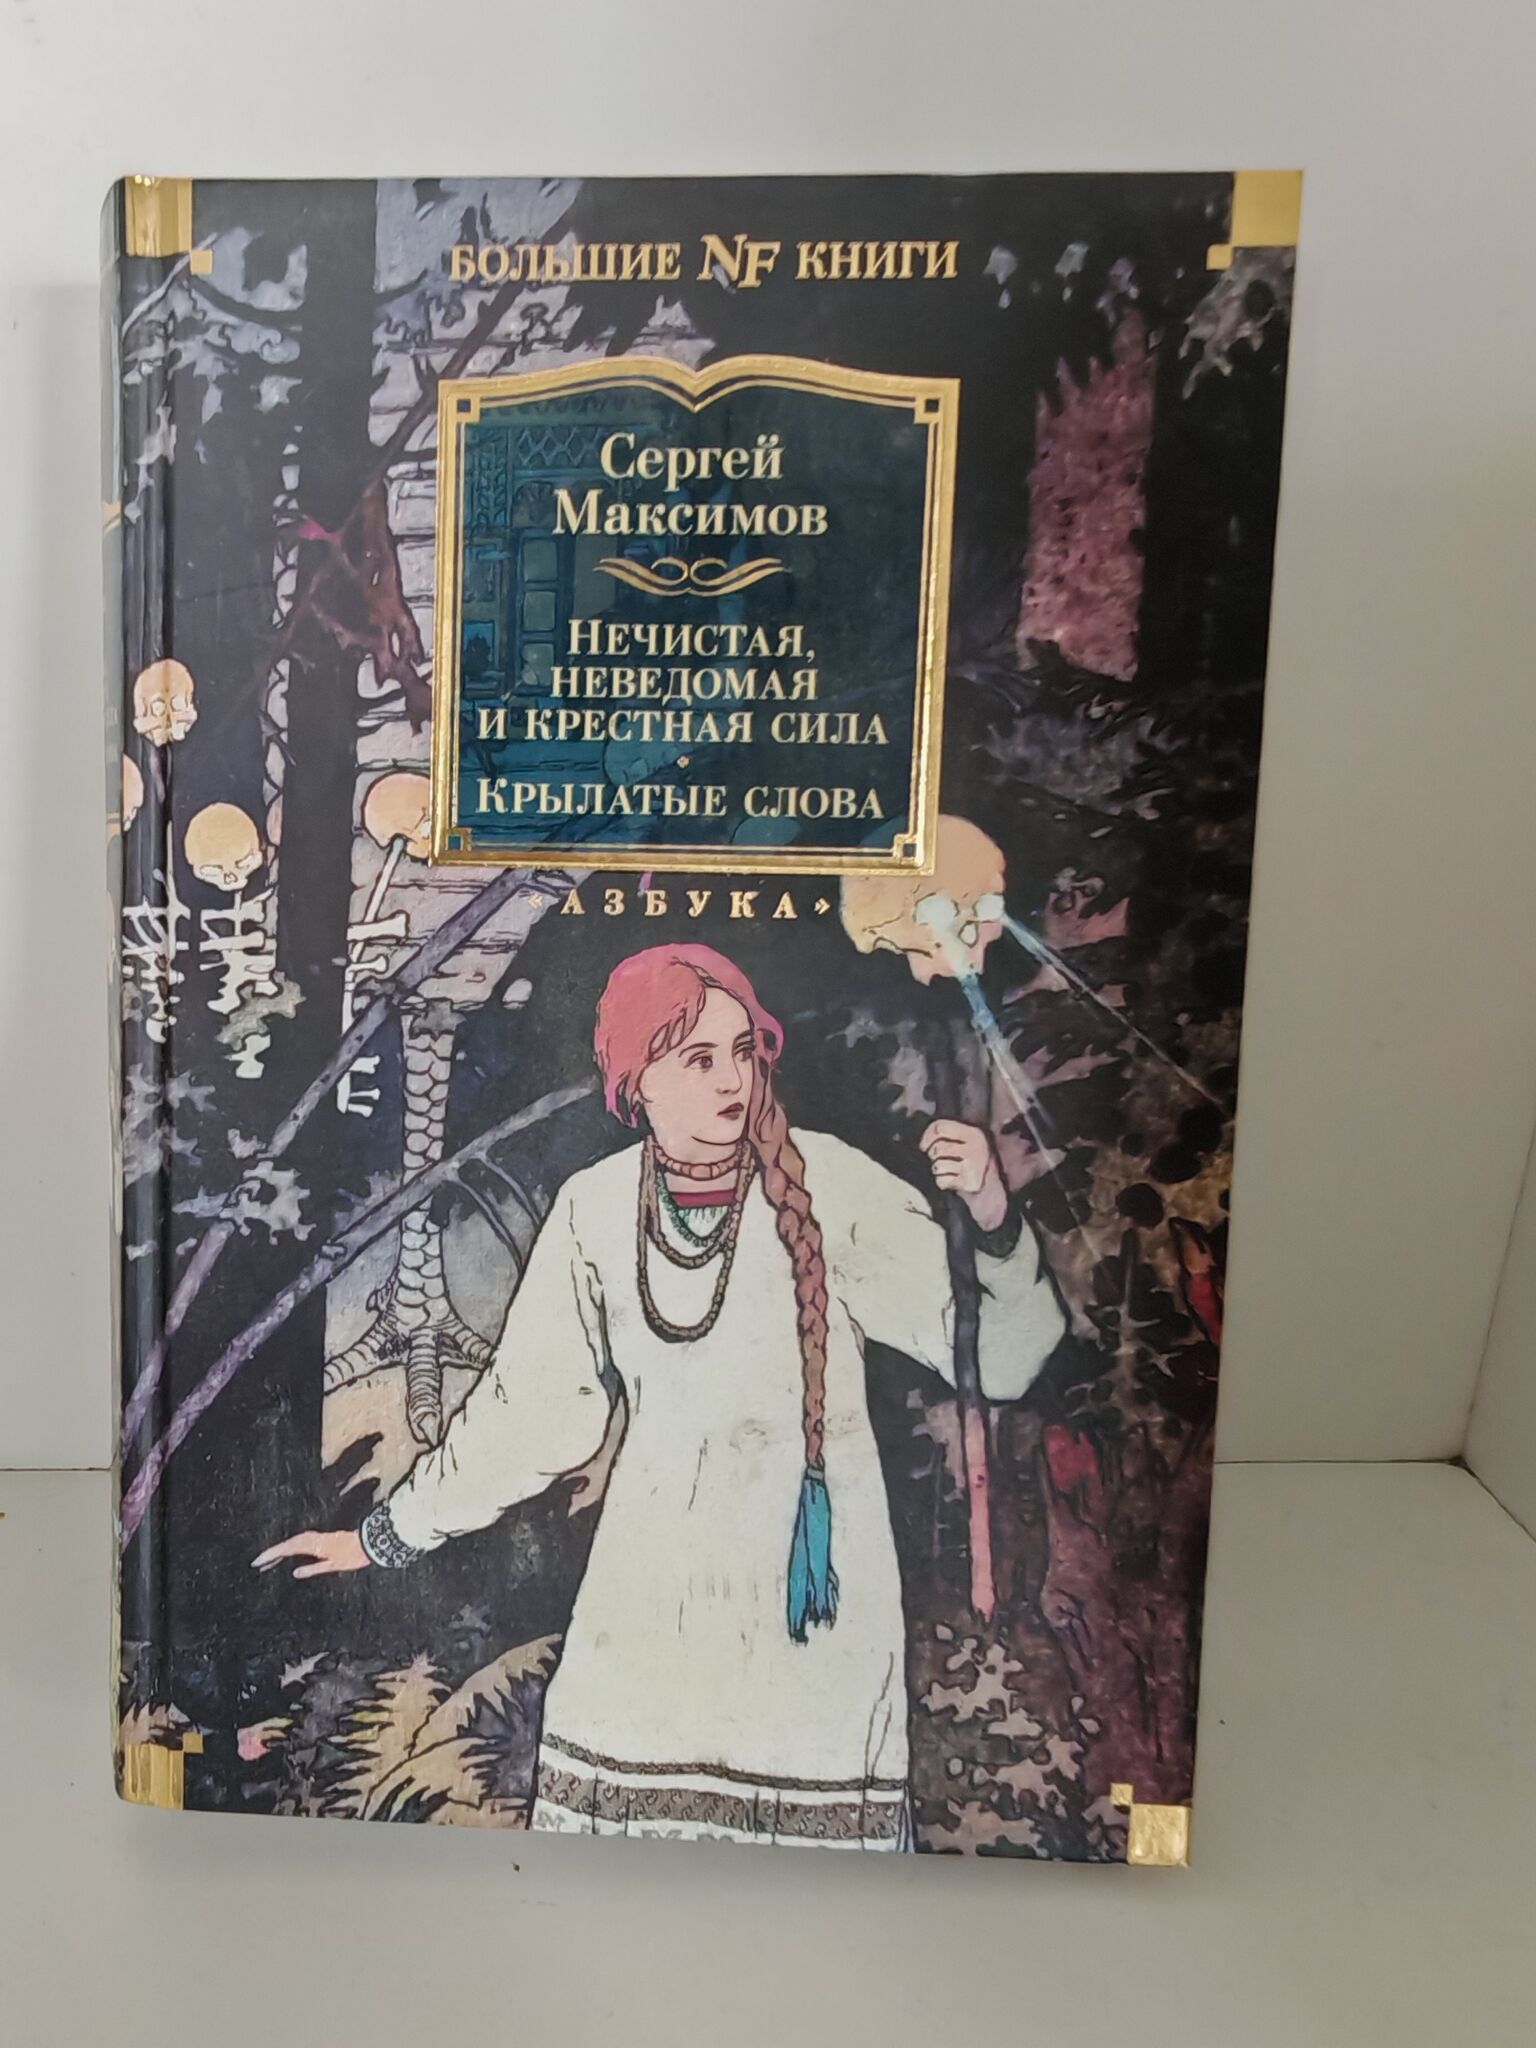 БОЛЬШИЕ NF КНИГИ
Сергей
Максимов
Нечистая,
неведомая
и крестная сила
Крылатые слова
«АЗБУКА»